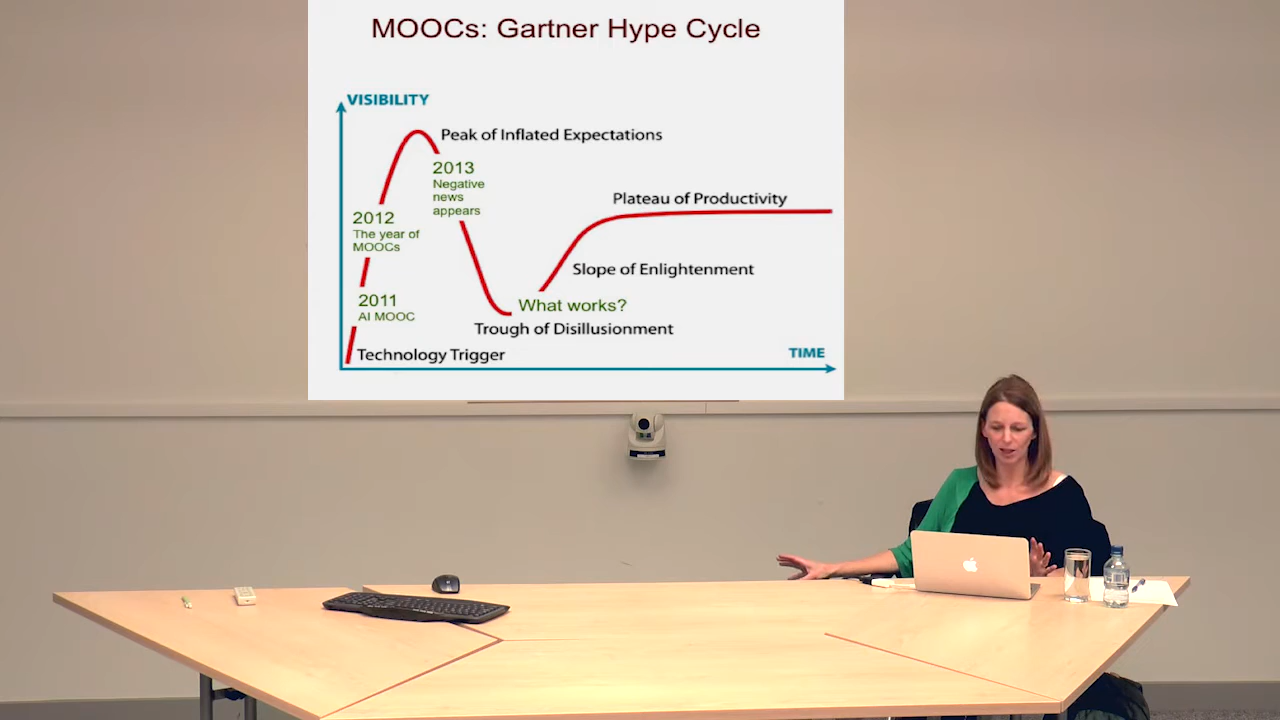 MOOCs: Gartner Hype Cycle
VISIBILITY
Peak of Inflated Expectations
2013
Negative
news
appears
Plateau of Productivity
2012
The year of
MOOCs
Slope of Enlightenment
2011
AI MOOC
What works?
Trough of Disillusionment
Technology Trigger
TIME